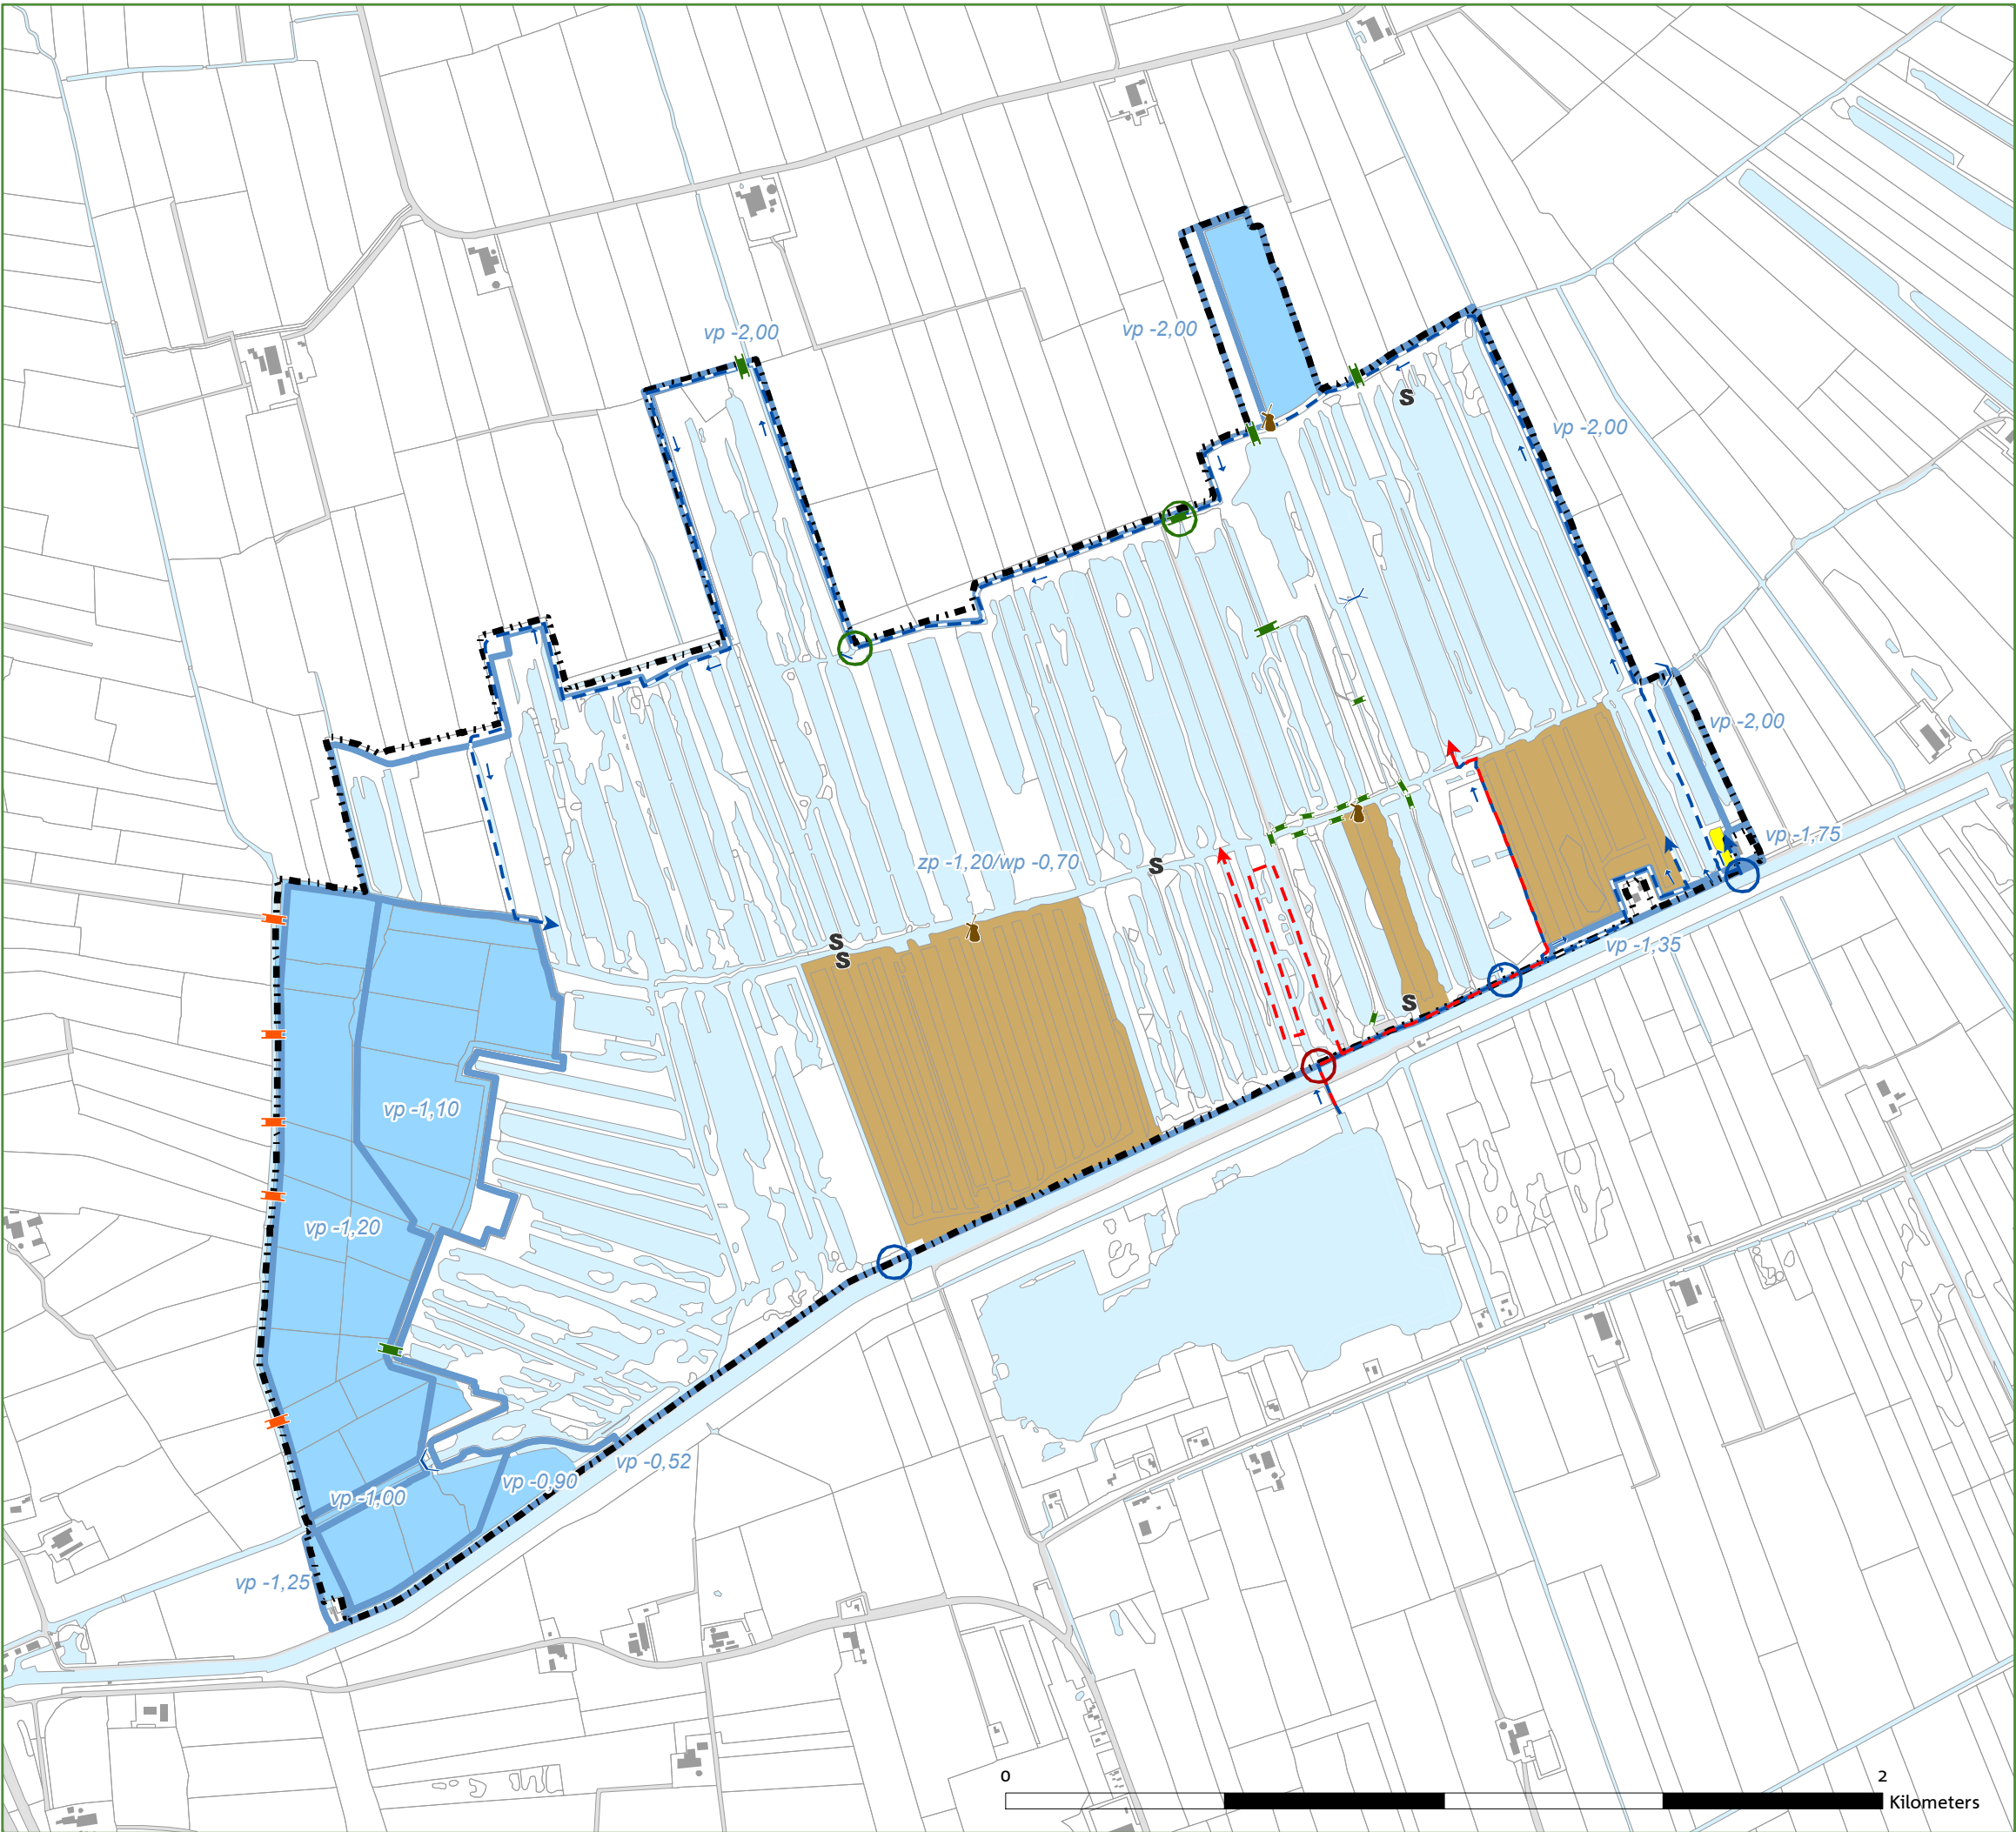 vp -2,00
vp -2,00
S
vp -2,00
vp -2,00
vp -1,75
zp -1,20/wp -0,70
S
S
S
vp -1,35
S
vp -1,10
vp -1,20
vp -0,52
vp -0,90
vp -1,00
vp -1,25
0 2
Kilometers